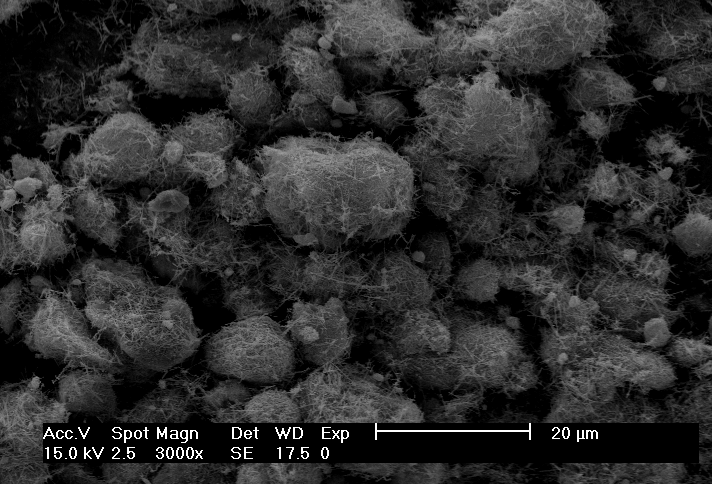 Acc.V Spot Magn Det WD Exp 20 µm
15.0 kV 2.5 3000x SE 17.5 0